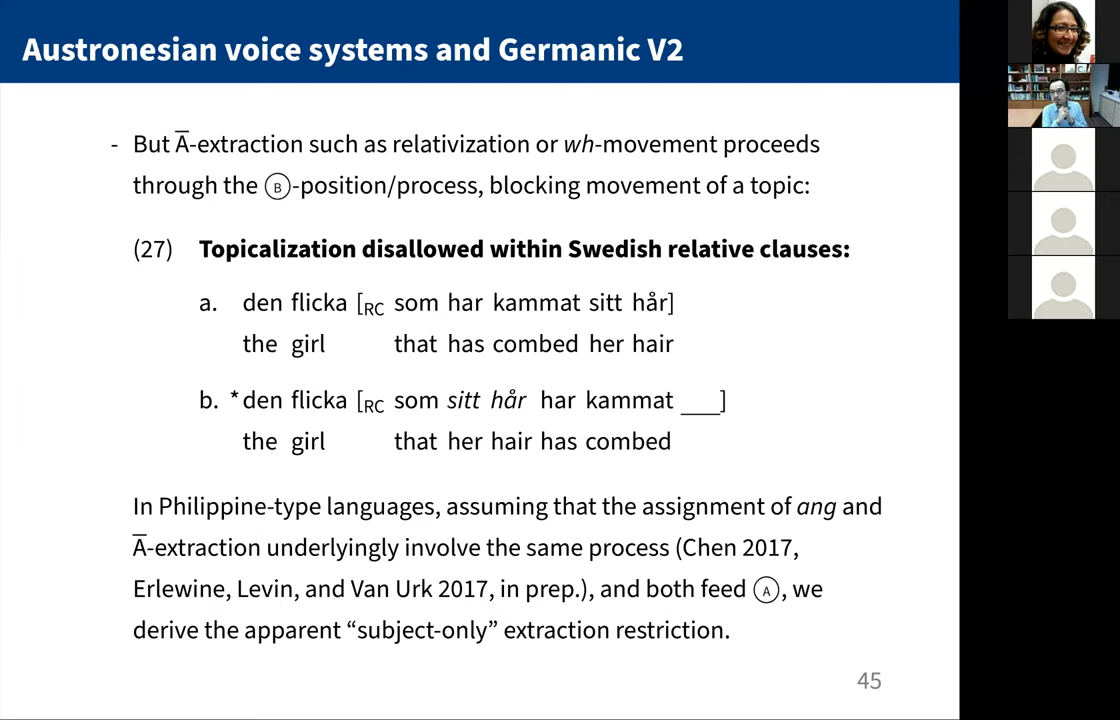 Austronesian voice systems and Germanic V2
- But Ā-extraction such as relativization or wh-movement proceeds
through the Ⓑ-position/process, blocking movement of a topic:
(27) Topicalization disallowed within Swedish relative clauses:
a. den flicka [RC som har kammat sitt hår]
the girl that has combed her hair
b. *den flicka [RC som sitt hår har kammat ___]
the girl that her hair has combed
In Philippine-type languages, assuming that the assignment of ang and
Ā-extraction underlyingly involve the same process (Chen 2017,
Erlewine, Levin, and Van Urk 2017, in prep.), and both feed Ⓐ, we
derive the apparent “subject-only” extraction restriction.
45